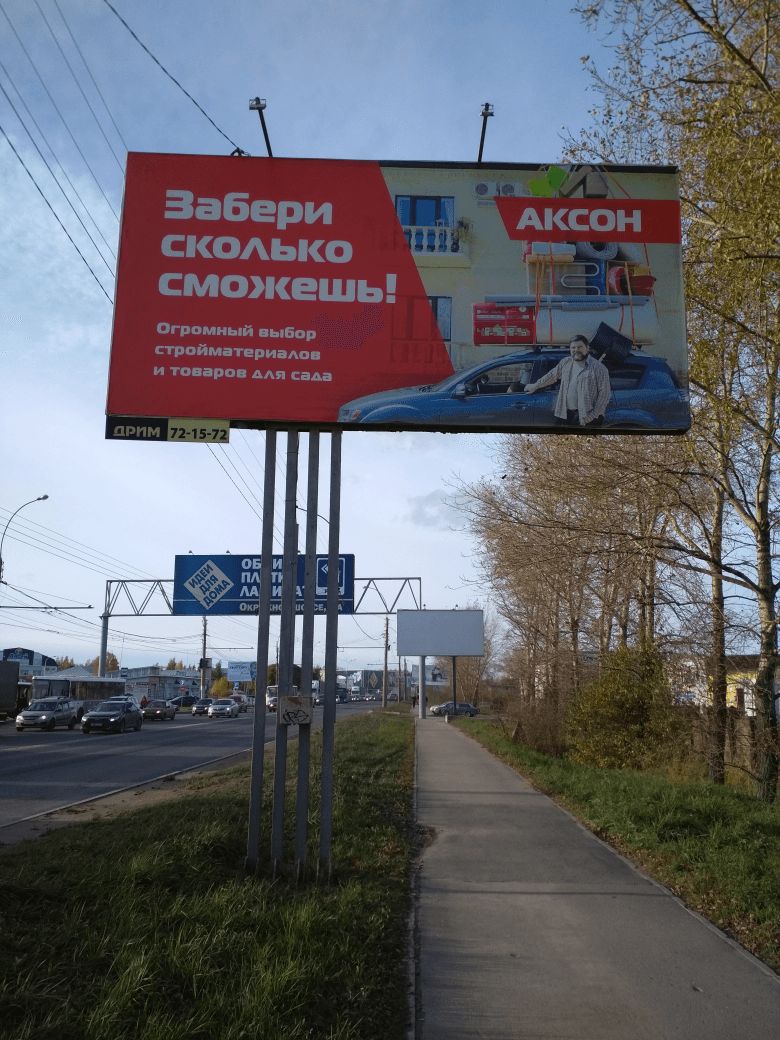 Забери
сколько
сможешь!
Огромный выбор
стройматериалов
и товаров для сада
АКСОН
ДРИМ 72-15-72
ИДЕИ
ДЛЯ
ДОМА